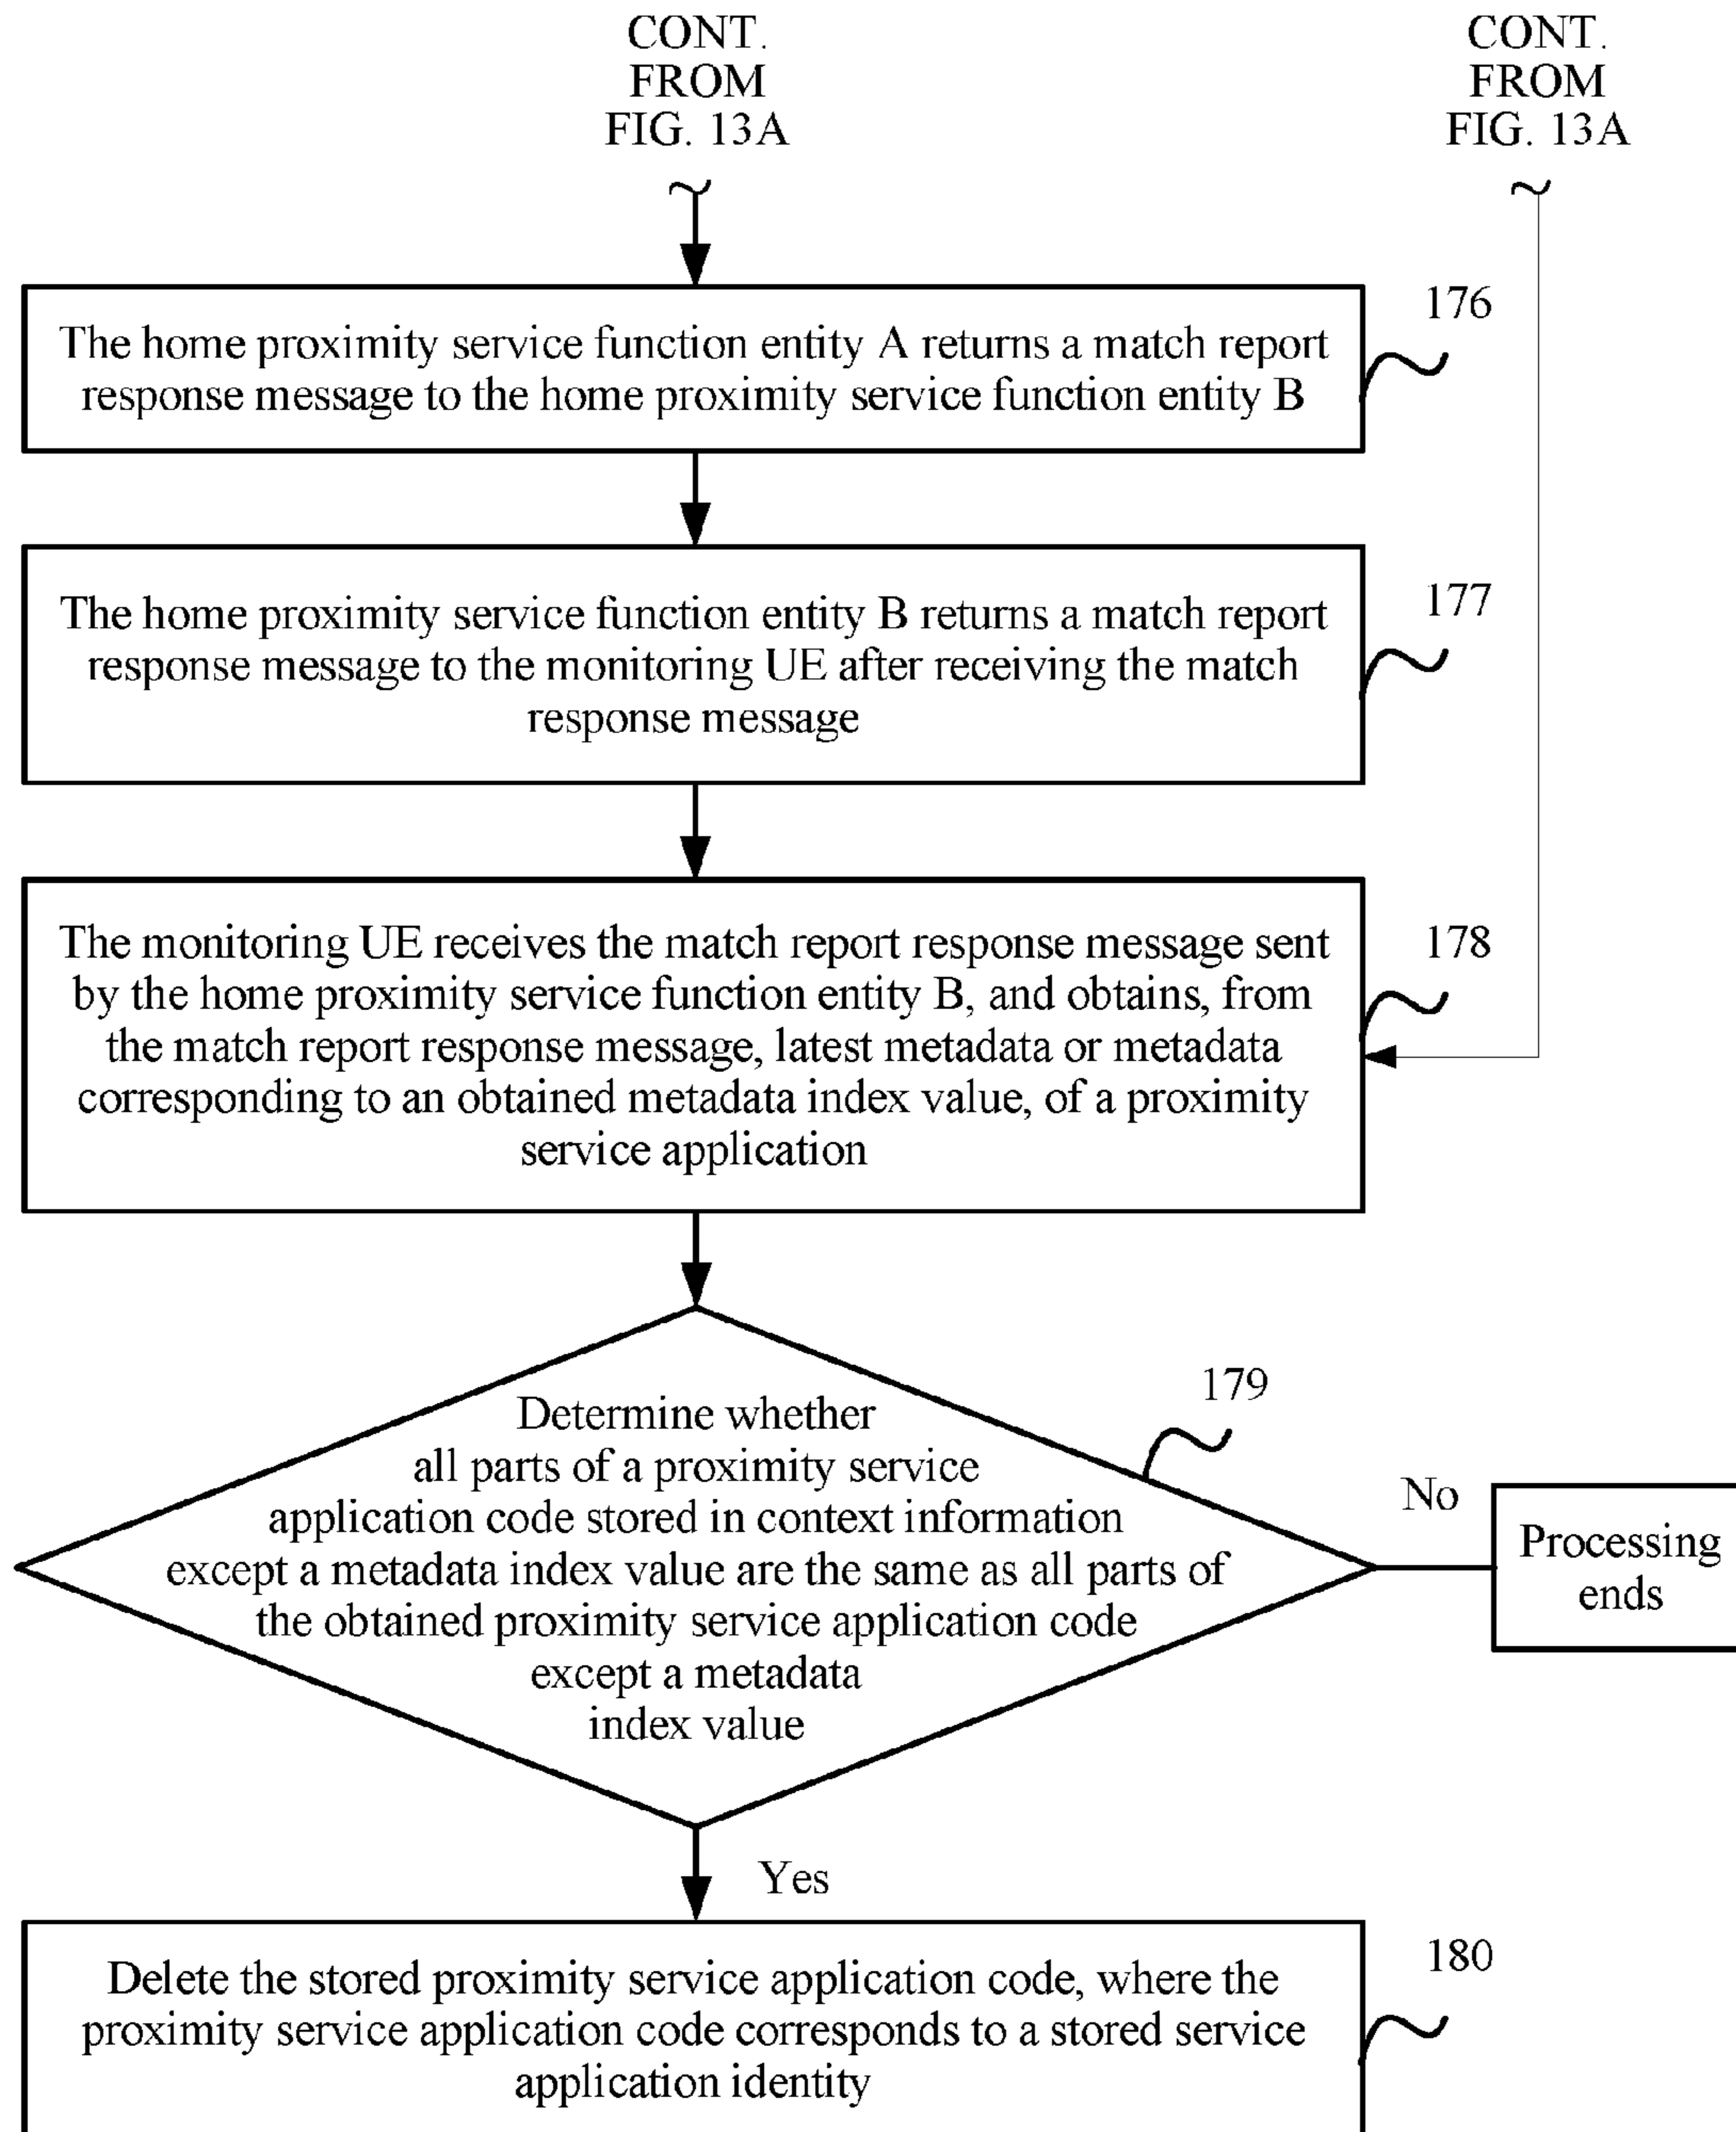 CONT.
FROM
FIG. 13A
CONT.
FROM
FIG. 13A
The home proximity service function entity A returns a match report
response message to the home proximity service function entity B
176
The home proximity service function entity B returns a match report
response message to the monitoring UE after receiving the match
response message
177
The monitoring UE receives the match report response message sent
by the home proximity service function entity B, and obtains, from
the match report response message, latest metadata or metadata
corresponding to an obtained metadata index value, of a proximity
service application
178
Determine whether
all parts of a proximity service
application code stored in context information
except a metadata index value are the same as all parts of
the obtained proximity service application code
except a metadata
index value
179
No
Processing
ends
Yes
Delete the stored proximity service application code, where the
proximity service application code corresponds to a stored service
application identity
180